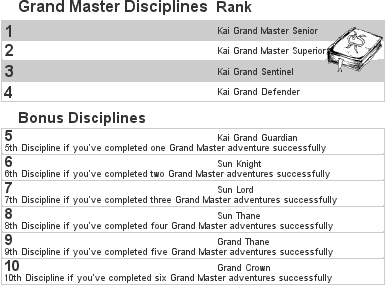 Grand Master Disciplines Rank
1 Kai Grand Master Senior
2 Kai Grand Master Superior
3 Kai Grand Sentinel
4 Kai Grand Defender
Bonus Disciplines
5 Kai Grand Guardian
5th Discipline if you've completed one Grand Master adventure successfully
6 Sun Knight
6th Discipline if you've completed two Grand Master adventures successfully
7 Sun Lord
7th Discipline if you've completed three Grand Master adventures successfully
8 Sun Thane
8th Discipline if you've completed four Grand Master adventures successfully
9 Grand Thane
9th Discipline if you've completed five Grand Master adventures successfully
10 Grand Crown
10th Discipline if you've completed six Grand Master adventures successfully